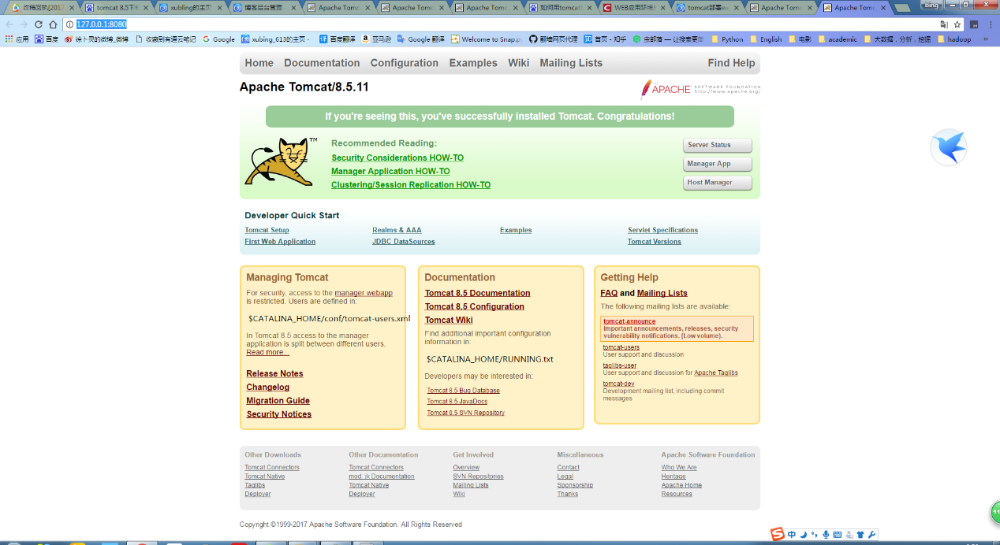 收稿回执[2017
tomcat 8.5下
xubling的主页
博客后台管理
Apache Tomc
Apache Tomc
Apache Tomc
如何用tomcat
WEB应用环境
tomcat部署w
Apache Tomc
Apache Tomc
bing
127.0.0.1:8080
应用
百度
徐卜灵的微博_微博
收藏到有道云笔记
Google
xubing_613的主页 -
百度翻译
亚马逊
Google 翻译
Welcome to Snap.p
翻墙网页代理
首页 - 知乎
虫部落 — 让搜索更简
Python
English
电影
academic
大数据，分析，挖掘
hadoop
»
Home Documentation Configuration Examples Wiki Mailing Lists Find Help
Apache Tomcat/8.5.11
APACHE SOFTWARE FOUNDATION
http://www.apache.org/
If you're seeing this, you've successfully installed Tomcat. Congratulations!
TM
Recommended Reading:
Security Considerations HOW-TO
Manager Application HOW-TO
Clustering/Session Replication HOW-TO
Server Status
Manager App
Host Manager
Developer Quick Start
Tomcat Setup
First Web Application
Realms & AAA
JDBC DataSources
Examples
Servlet Specifications
Tomcat Versions
Managing Tomcat
For security, access to the manager webapp
is restricted. Users are defined in:
$CATALINA_HOME/conf/tomcat-users.xml
In Tomcat 8.5 access to the manager
application is split between different users.
Read more...
Release Notes
Changelog
Migration Guide
Security Notices
Documentation
Tomcat 8.5 Documentation
Tomcat 8.5 Configuration
Tomcat Wiki
Find additional important configuration
information in:
$CATALINA_HOME/RUNNING.txt
Developers may be interested in:
Tomcat 8.5 Bug Database
Tomcat 8.5 JavaDocs
Tomcat 8.5 SVN Repository
Getting Help
FAQ and Mailing Lists
The following mailing lists are available:
tomcat-announce
Important announcements, releases, security
vulnerability notifications. (Low volume).
tomcat-users
User support and discussion
taglibs-user
User support and discussion for Apache Taglibs
tomcat-dev
Development mailing list, including commit
messages
Other Downloads
Tomcat Connectors
Tomcat Native
Taglibs
Deployer
Other Documentation
Tomcat Connectors
mod_jk Documentation
Tomcat Native
Deployer
Get Involved
Overview
SVN Repositories
Mailing Lists
Wiki
Miscellaneous
Contact
Legal
Sponsorship
Thanks
Apache Software Foundation
Who We Are
Heritage
Apache Home
Resources
Copyright ©1999-2017 Apache Software Foundation. All Rights Reserved
中